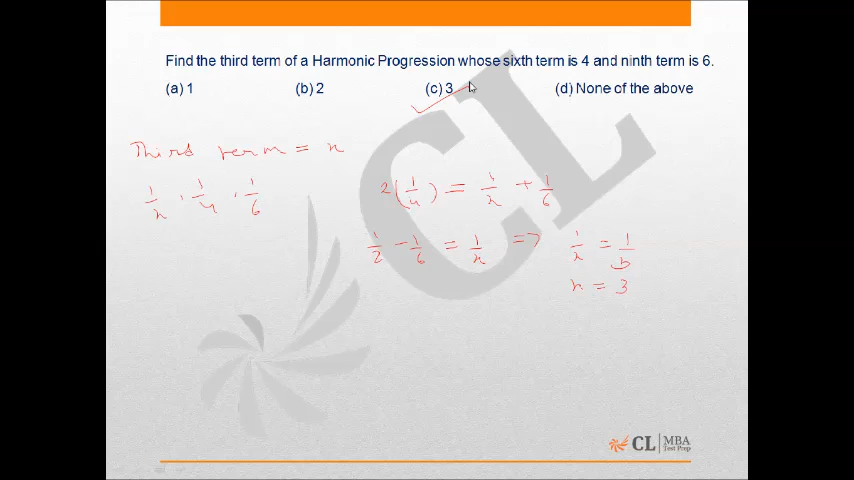 Find the third term of a Harmonic Progression whose sixth term is 4 and ninth term is 6.
(a) 1 (b) 2 (c) 3 (d) None of the above
Third term = x
1/x , 1/4 , 1/6
2(1/4) = 1/x + 1/6
1/2 - 1/6 = 1/x => 1/x = 1/3
x = 3
CL
CL MBA Test Prep